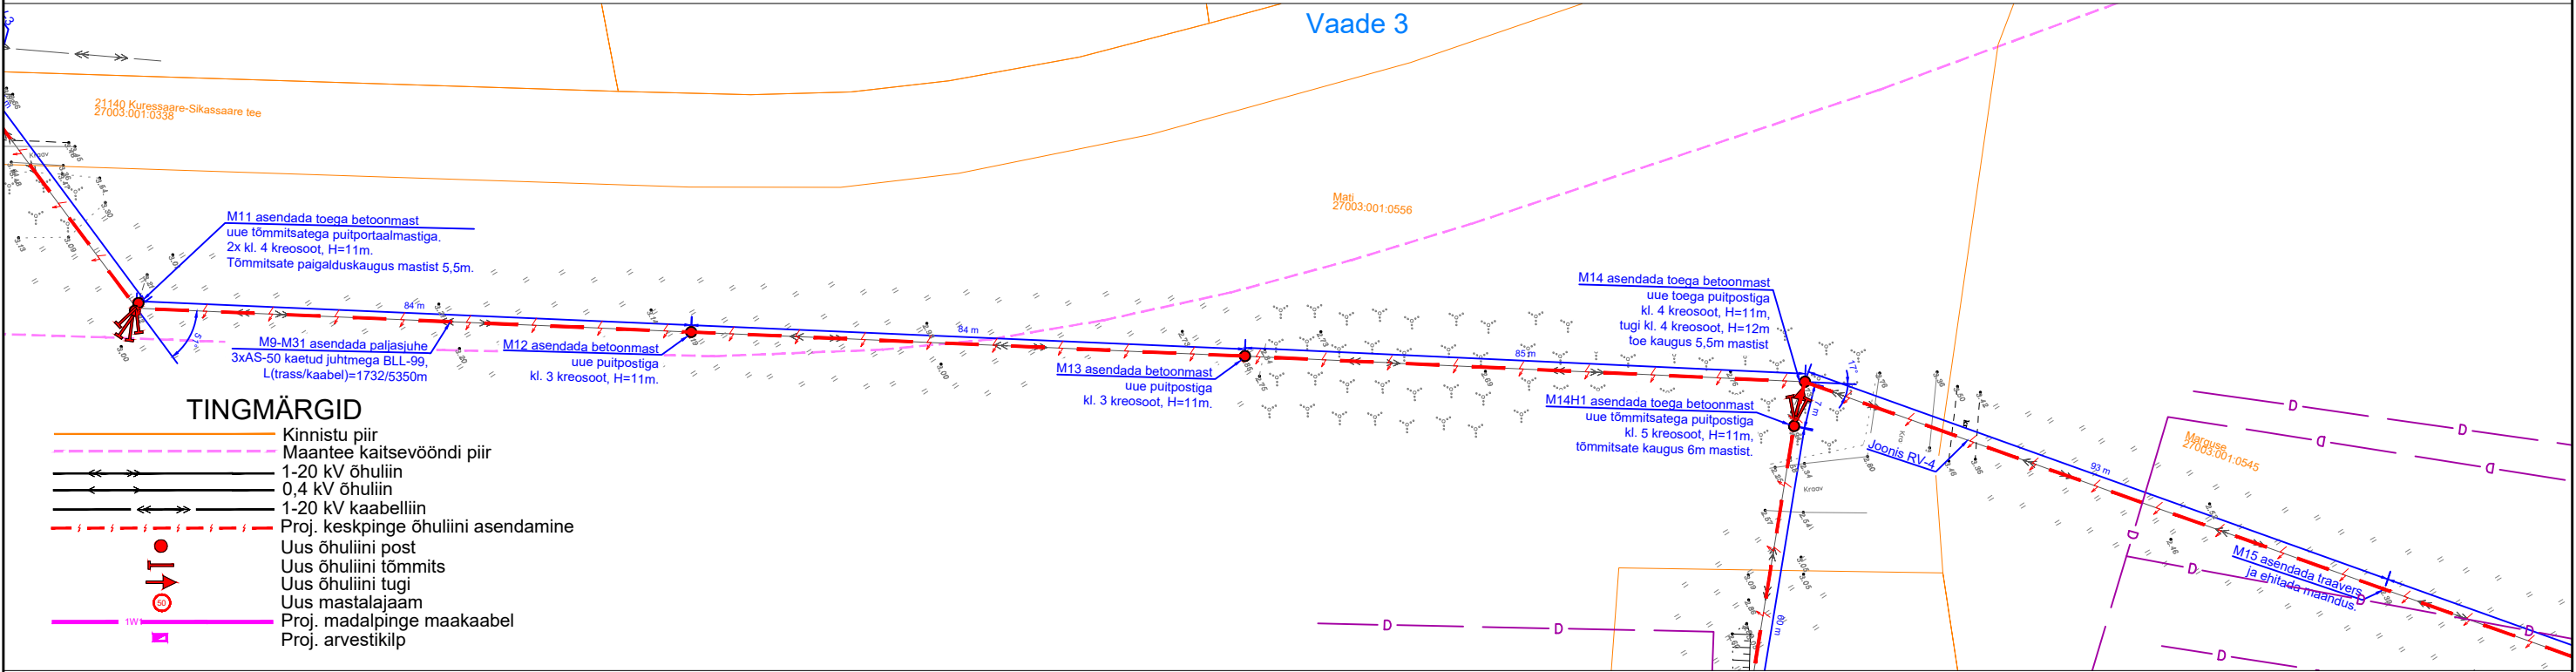 Vaade 3
21140 Kuressaare-Sikassaare tee
27003:001:0338
Kraav
Mati
27003:001:0556
M11 asendada toega betoonmast
uue tõmmitsatega puitportaalmastiga.
2x kl. 4 kreosoot, H=11m.
Tõmmitsate paigalduskaugus mastist 5,5m.
84 m
M9-M31 asendada paljasjuhe
3xAS-50 kaetud juhtmega BLL-99,
L(trass/kaabel)=1732/5350m
M12 asendada betoonmast
uue puitpostiga
kl. 3 kreosoot, H=11m.
84 m
M13 asendada betoonmast
uue puitpostiga
kl. 3 kreosoot, H=11m.
85 m
M14 asendada toega betoonmast
uue toega puitpostiga
kl. 4 kreosoot, H=11m,
tugi kl. 4 kreosoot, H=12m
toe kaugus 5,5m mastist
17°
M14H1 asendada toega betoonmast
uue tõmmitsatega puitpostiga
kl. 5 kreosoot, H=11m,
tõmmitsate kaugus 6m mastist.
7 m
Joonis RV-4
Kraav
93 m
Marguse
27003:001:0545
M15 asendada traavers
ja ehitada maandus.
60 m
D
D
D
D
D
D
D
D
D
D
D
TINGMÄRGID
Kinnistu piir
Maantee kaitsevööndi piir
1-20 kV õhuliin
0,4 kV õhuliin
1-20 kV kaabelliin
Proj. keskpinge õhuliini asendamine
Uus õhuliini post
Uus õhuliini tõmmits
Uus õhuliini tugi
50 Uus mastalajaam
1W1 Proj. madalpinge maakaabel
Proj. arvestikilp